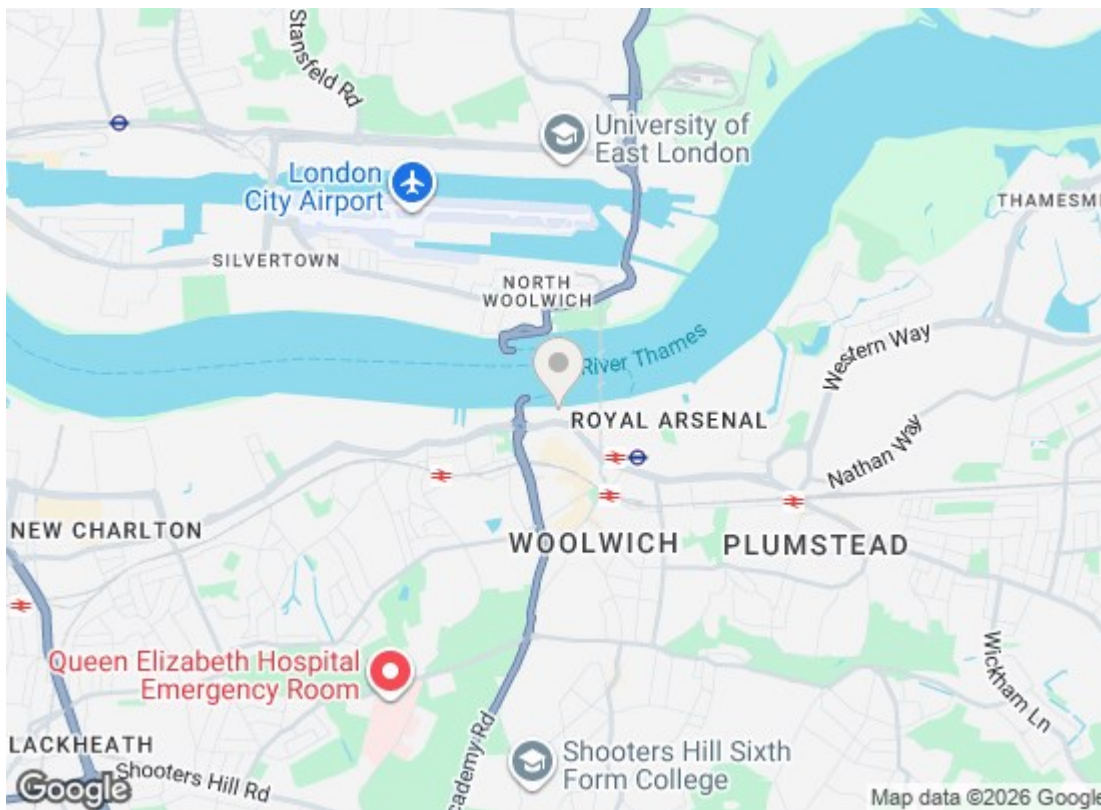 Stansfeld Rd
University of
East London
London
City Airport
THAMESM
SILVERTOWN
NORTH
WOOLWICH
River Thames
Western Way
ROYAL ARSENAL
Nathan Way
NEW CHARLTON
WOOLWICH
PLUMSTEAD
Queen Elizabeth Hospital
Emergency Room
Wickham Ln
LACKHEATH
Shooters Hill Rd
cademy Rd
Shooters Hill Sixth
Form College
Google
Map data ©2026 Google